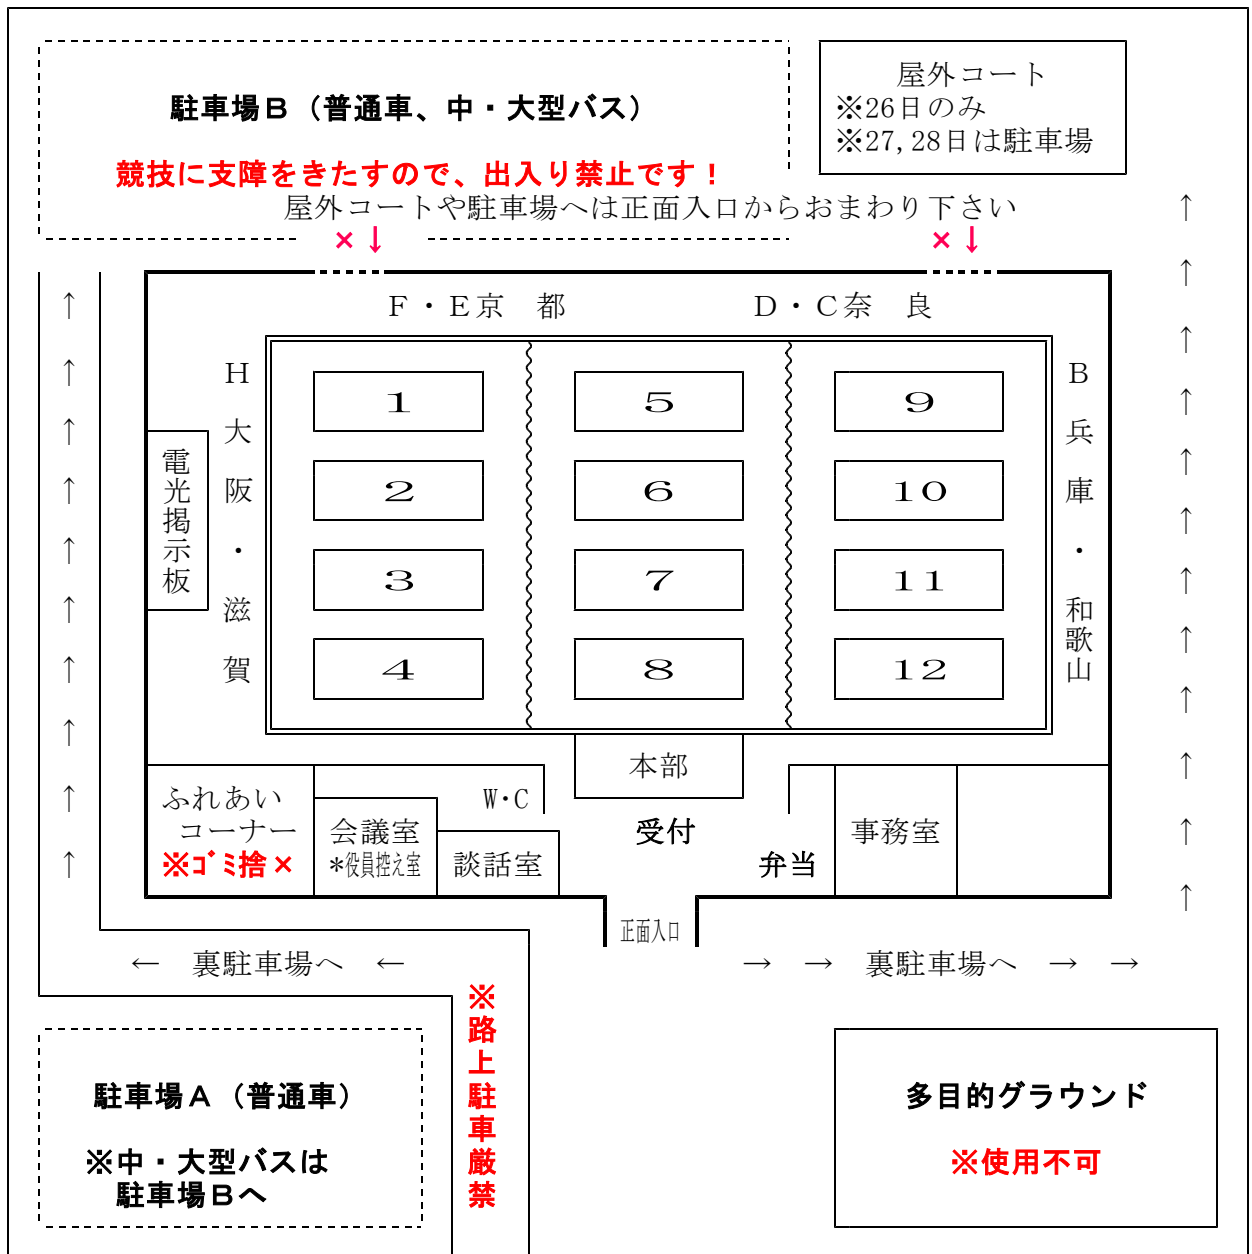 駐車場Ｂ（普通車、中・大型バス）
競技に支障をきたすので、出入り禁止です！
屋外コート
※26日のみ
※27,28日は駐車場
屋外コートや駐車場へは正面入口からおまわり下さい
×↓
×↓
Ｆ・Ｅ京　都
Ｄ・Ｃ奈　良
Ｈ大阪・滋賀
電光掲示板
1
2
3
4
5
6
7
8
9
10
11
12
Ｂ兵庫・和歌山
本部
ふれあい
コーナー
※ｺﾞﾐ捨×
会議室
*役員控え室
W･C
談話室
受付
弁当
事務室
正面入口
←　裏駐車場へ　←
→　→　裏駐車場へ　→　→
※路上駐車厳禁
駐車場Ａ（普通車）
※中・大型バスは
駐車場Ｂへ
多目的グラウンド
※使用不可